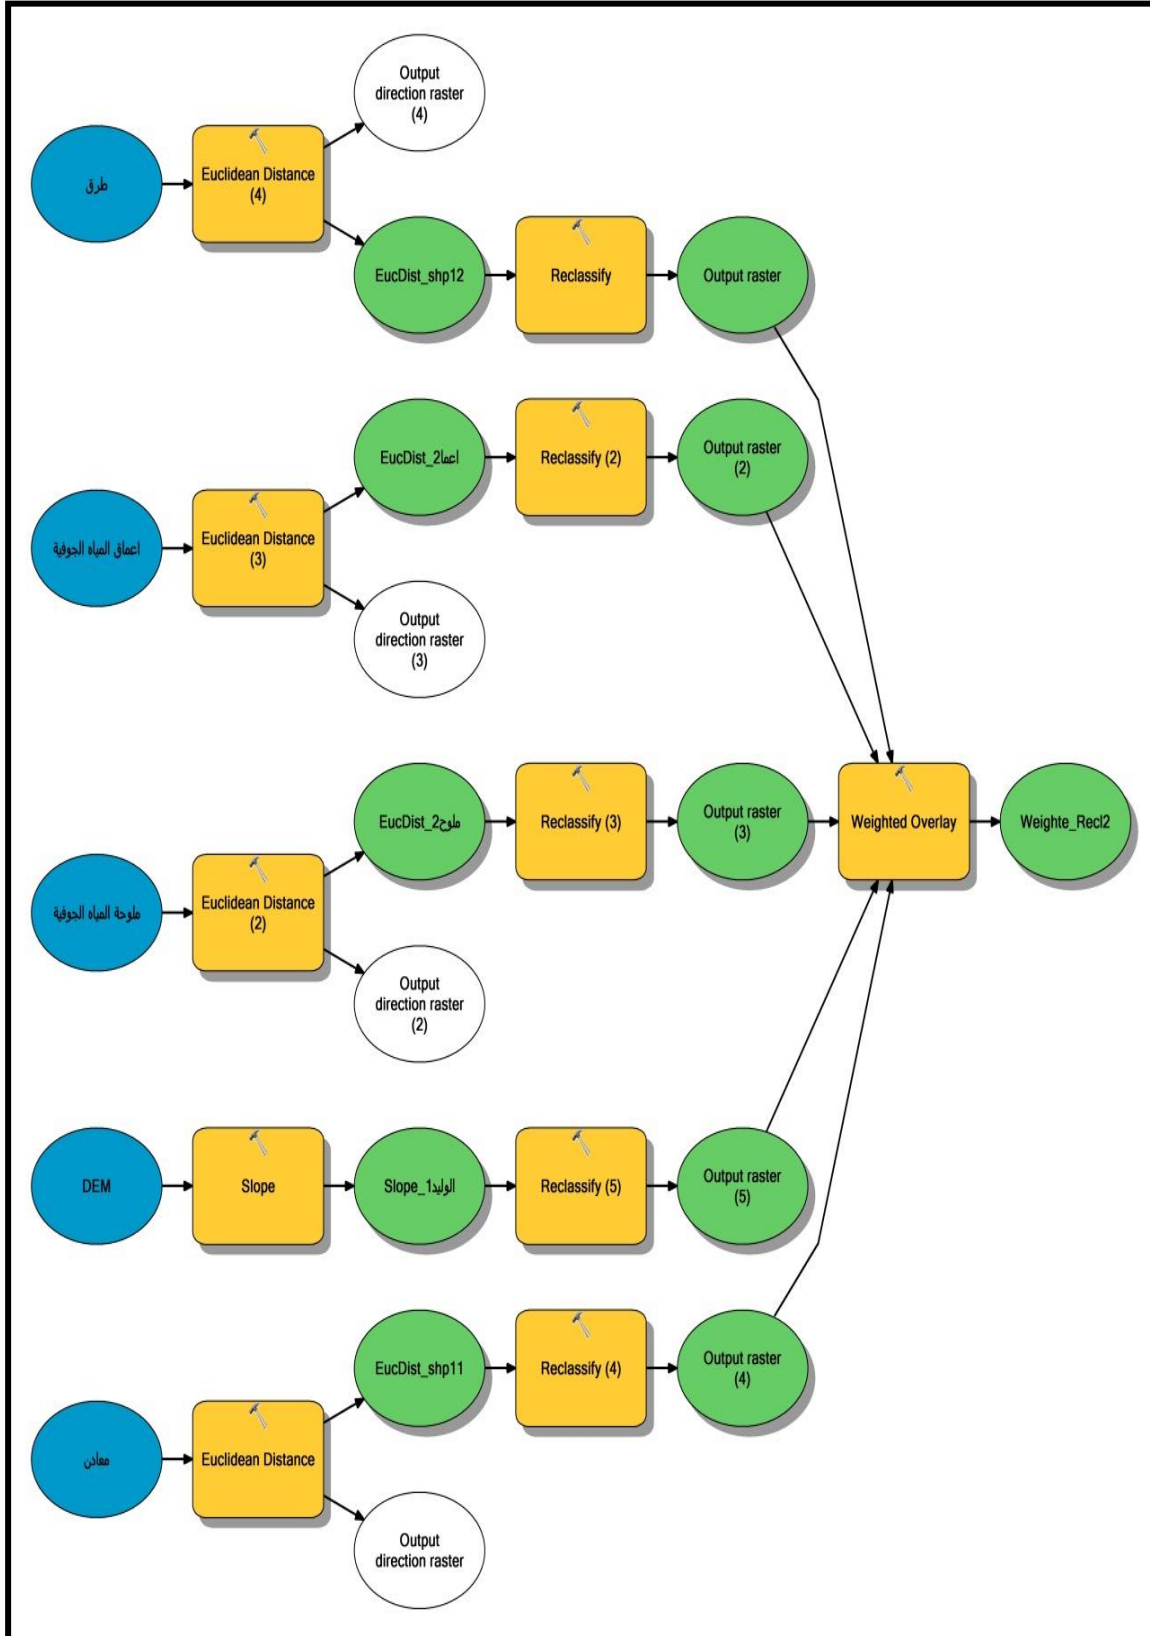 Output
direction raster
(4)
طرق
Euclidean Distance
(4)
EucDist_shp12
Reclassify
Output raster
EucDist_2اعما
Reclassify (2)
Output raster
(2)
اعماق المياه الجوفية
Euclidean Distance
(3)
Output
direction raster
(3)
EucDist_2ملوح
Reclassify (3)
Output raster
(3)
Weighted Overlay
Weighte_Recl2
ملوحة المياه الجوفية
Euclidean Distance
(2)
Output
direction raster
(2)
DEM
Slope
Slope_1الوليد
Reclassify (5)
Output raster
(5)
EucDist_shp11
Reclassify (4)
Output raster
(4)
معادن
Euclidean Distance
Output
direction raster